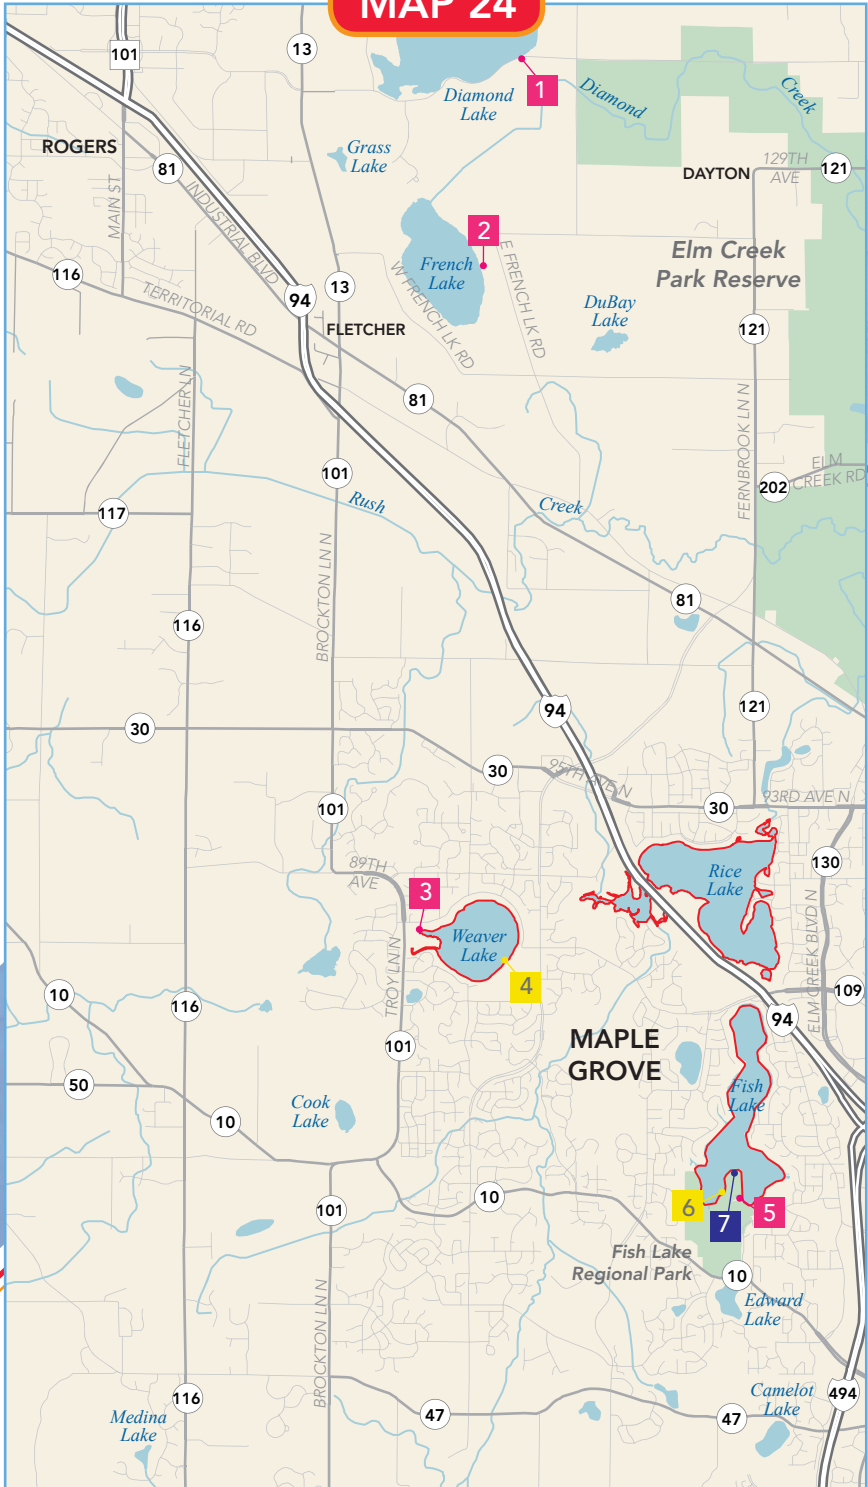 MAP 24
101
13
1
Diamond
Lake
Diamond
Creek
Grass
Lake
ROGERS
81
MAIN ST
INDUSTRIAL BLVD
DAYTON
129TH
AVE
121
2
French
Lake
W FRENCH LK RD
E FRENCH LK RD
Elm Creek
Park Reserve
116
TERRITORIAL RD
94
13
FLETCHER
DuBay
Lake
121
FLETCHER LN
81
FERNBROOK LN N
ELM
CREEK RD
202
101
Rush
Creek
117
BROCKTON LN N
116
81
94
121
30
30
95TH AVE N
30
93RD AVE N
101
89TH
AVE
3
Weaver
Lake
4
Rice
Lake
130
ELM CREEK BLVD N
TROY LN N
10
116
109
94
101
MAPLE
GROVE
50
10
Cook
Lake
Fish
Lake
101
10
6
7
5
Fish Lake
Regional Park
10
Edward
Lake
BROCKTON LN N
116
47
Camelot
Lake
494
47
Medina
Lake